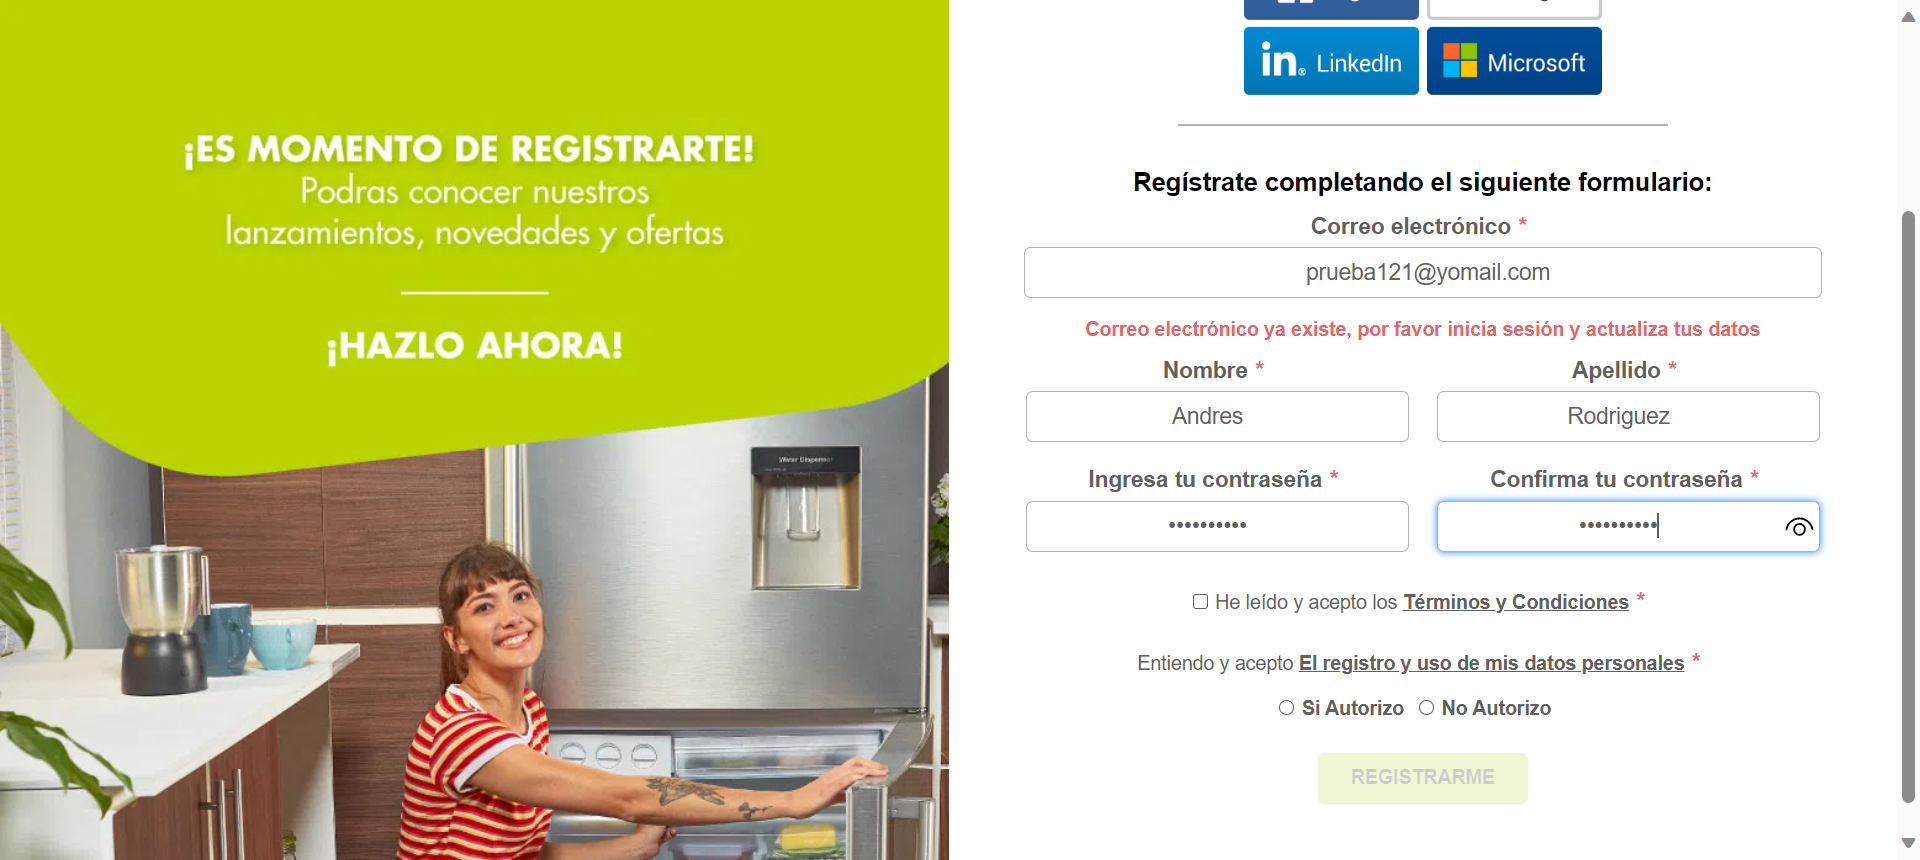 ¡ES MOMENTO DE REGISTRARTE!
Podras conocer nuestros
lanzamientos, novedades y ofertas
¡HAZLO AHORA!
Water Dispenser
in® LinkedIn
Microsoft
Regístrate completando el siguiente formulario:
Correo electrónico *
prueba121@yomail.com
Correo electrónico ya existe, por favor inicia sesión y actualiza tus datos
Nombre *
Apellido *
Andres
Rodriguez
Ingresa tu contraseña *
Confirma tu contraseña *
••••••••••
••••••••••
He leído y acepto los Términos y Condiciones *
Entiendo y acepto El registro y uso de mis datos personales *
Si Autorizo
No Autorizo
REGISTRARME